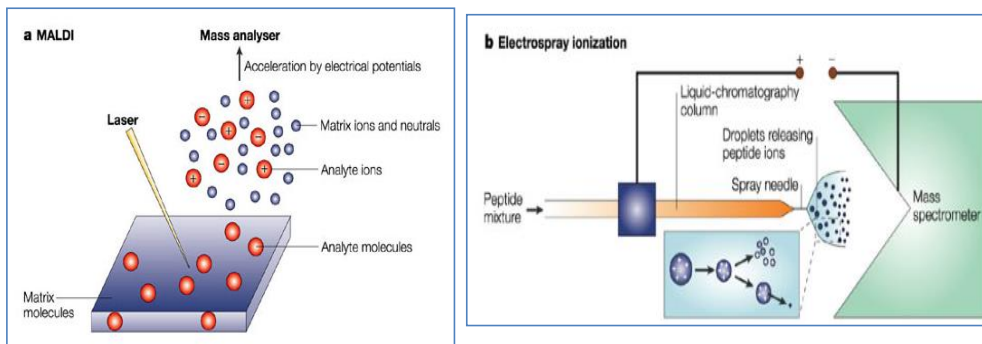 a MALDI
Mass analyser
Acceleration by electrical potentials
Laser
Matrix ions and neutrals
Analyte ions
Analyte molecules
Matrix
molecules
b Electrospray ionization
+ −
Liquid-chromatography
column
Droplets releasing
peptide ions
Spray needle
Peptide
mixture
Mass
spectrometer